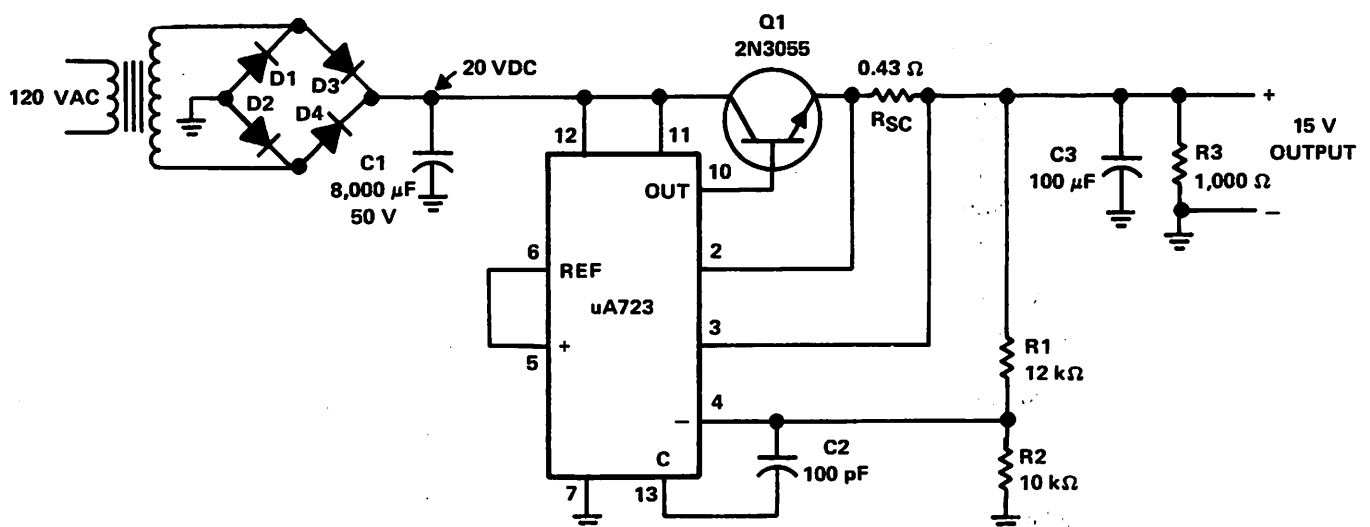 Q1
2N3055
20 VDC
0.43 Ω
RSC
120 VAC
D1
D2
D3
D4
12
11
+
15 V
OUTPUT
−
C1
8,000 μF
50 V
10
OUT
C3
100 μF
R3
1,000 Ω
6
REF
2
uA723
5
+
3
R1
12 kΩ
4
−
C2
100 pF
R2
10 kΩ
C
7
13